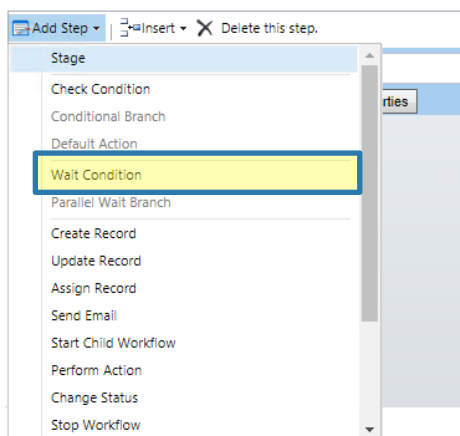 Add Step Insert Delete this step.
Stage
Check Condition
rties
Conditional Branch
Default Action
Wait Condition
Parallel Wait Branch
Create Record
Update Record
Assign Record
Send Email
Start Child Workflow
Perform Action
Change Status
Stop Workflow